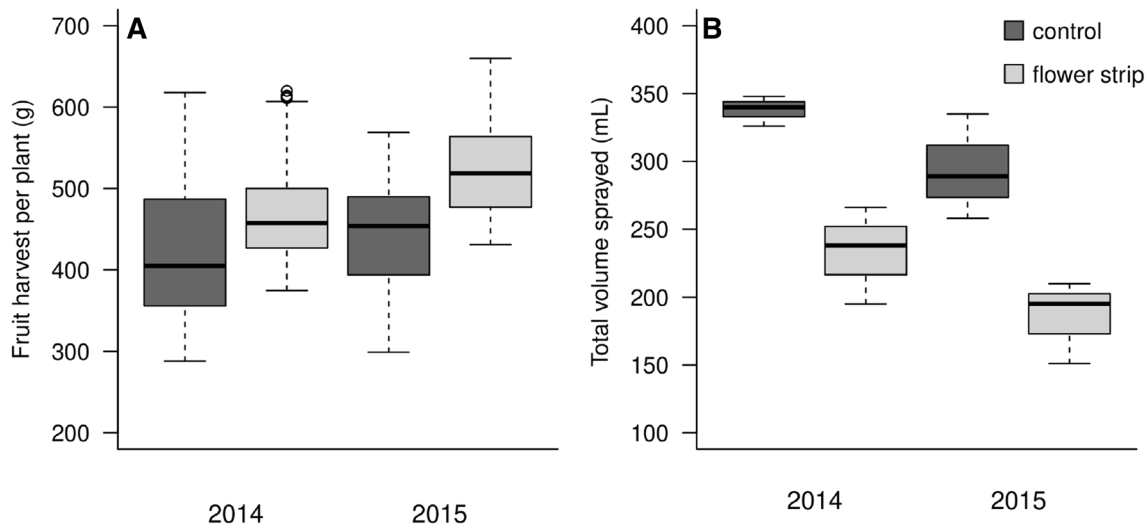 A
Fruit harvest per plant (g)
700
600
500
400
300
200
2014
2015
B
control
flower strip
Total volume sprayed (mL)
400
350
300
250
200
150
100
2014
2015